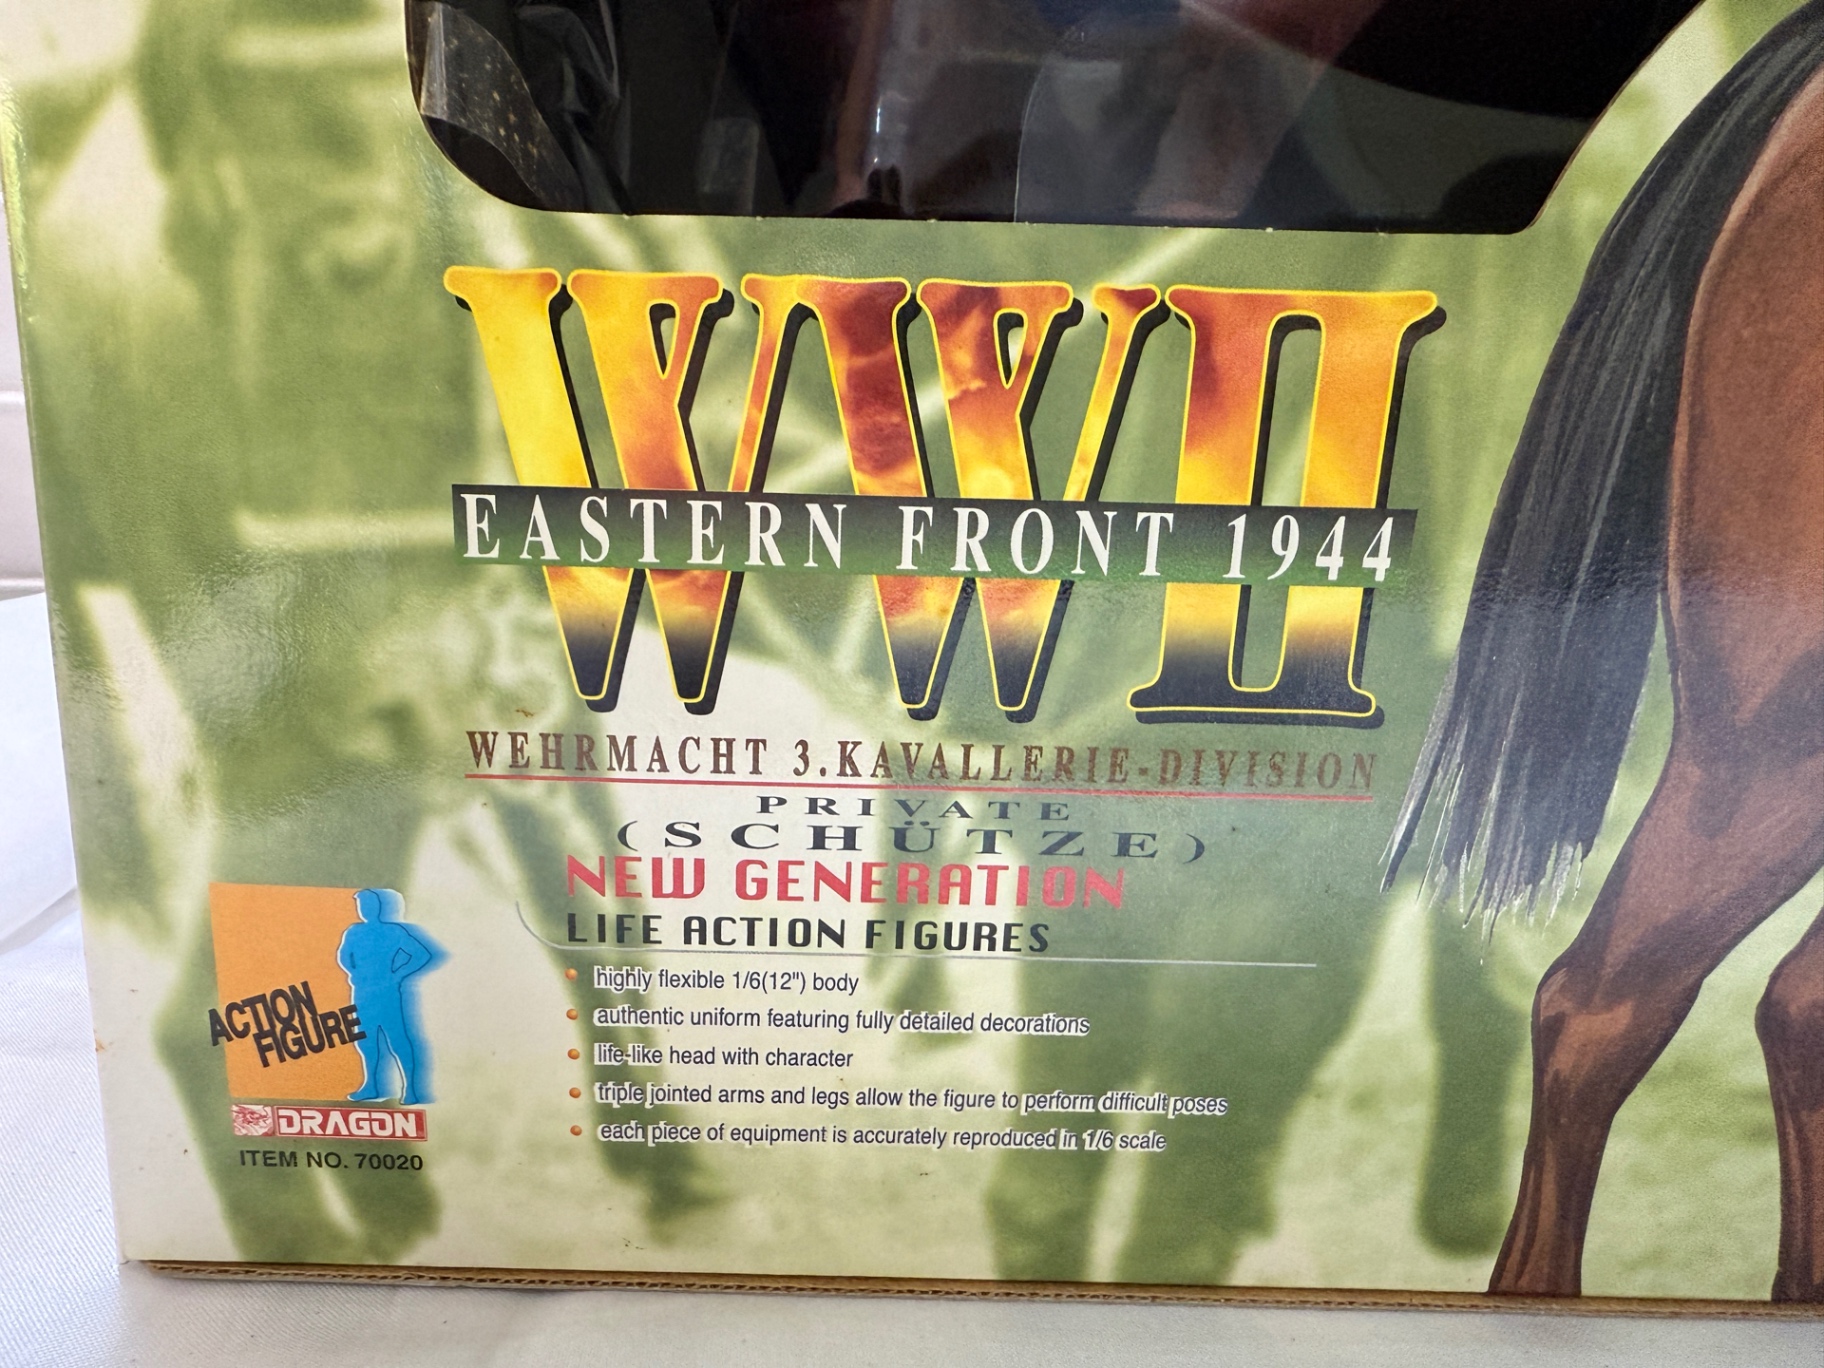 WWII
EASTERN FRONT 1944
WEHRMACHT 3.KAVALLERIE-DIVISION
PRIVATE
(SCHÜTZE)
NEW GENERATION
LIFE ACTION FIGURES
• highly flexible 1/6(12") body
• authentic uniform featuring fully detailed decorations
• life-like head with character
• triple jointed arms and legs allow the figure to perform difficult poses
• each piece of equipment is accurately reproduced in 1/6 scale
ACTION
FIGURE
DRAGON
ITEM NO. 70020